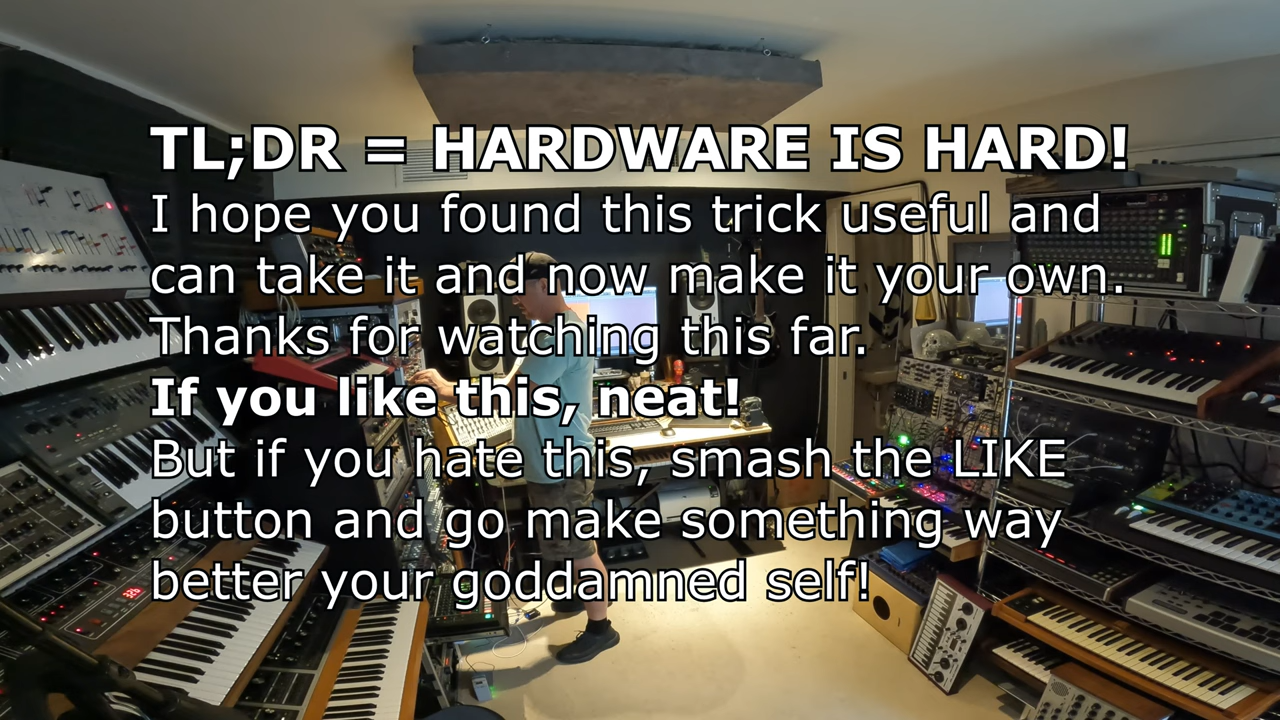 TL;DR = HARDWARE IS HARD!
I hope you found this trick useful and
can take it and now make it your own.
Thanks for watching this far.
If you like this, neat!
But if you hate this, smash the LIKE
button and go make something way
better your goddamned self!